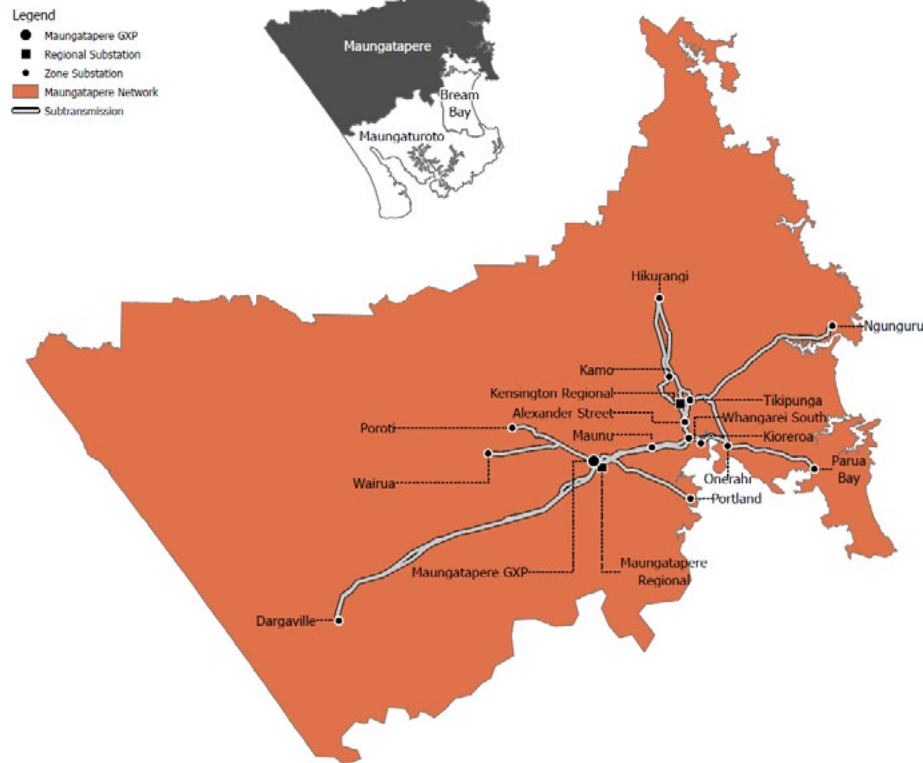 Legend
Maungatapere GXP
Regional Substation
Zone Substation
Maungatapere Network
Subtransmission
Maungatapere
Bream
Bay
Maungaturoto
Hikurangi
Ngunguru
Kamo
Kensington Regional
Tikipunga
Alexander Street
Whangarei South
Poroti
Maunu
Kioreroa
Wairua
Onerahi
Parua
Bay
Portland
Maungatapere GXP
Maungatapere
Regional
Dargaville